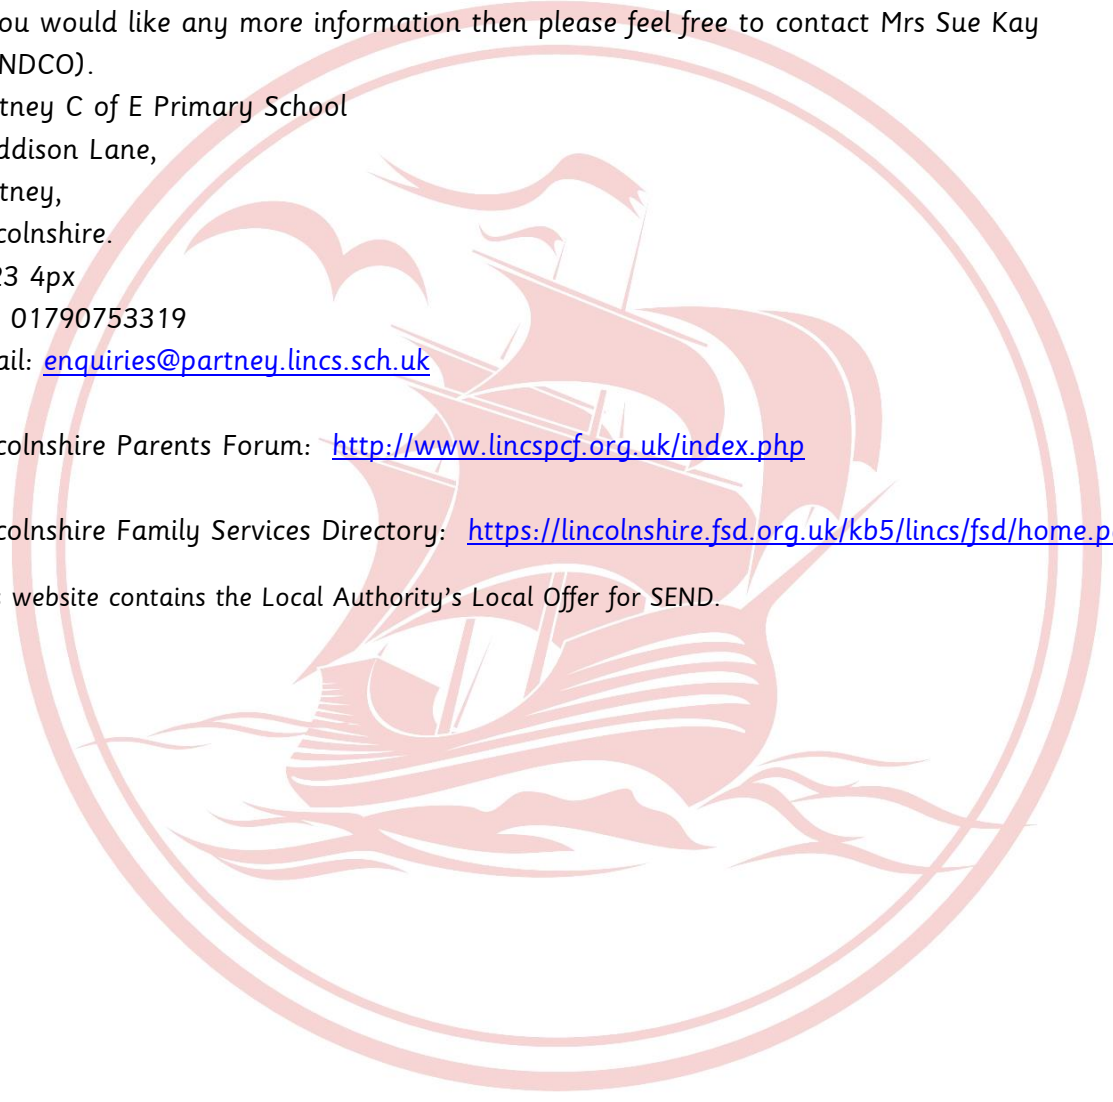 ou would like any more information then please feel free to contact Mrs Sue Kay
NDCO).
tney C of E Primary School
ddison Lane,
tney,
colnshire.
23 4px
01790753319
ail: enquiries@partney.lincs.sch.uk
colnshire Parents Forum: http://www.lincspcf.org.uk/index.php
colnshire Family Services Directory: https://lincolnshire.fsd.org.uk/kb5/lincs/fsd/home.p
website contains the Local Authority's Local Offer for SEND.